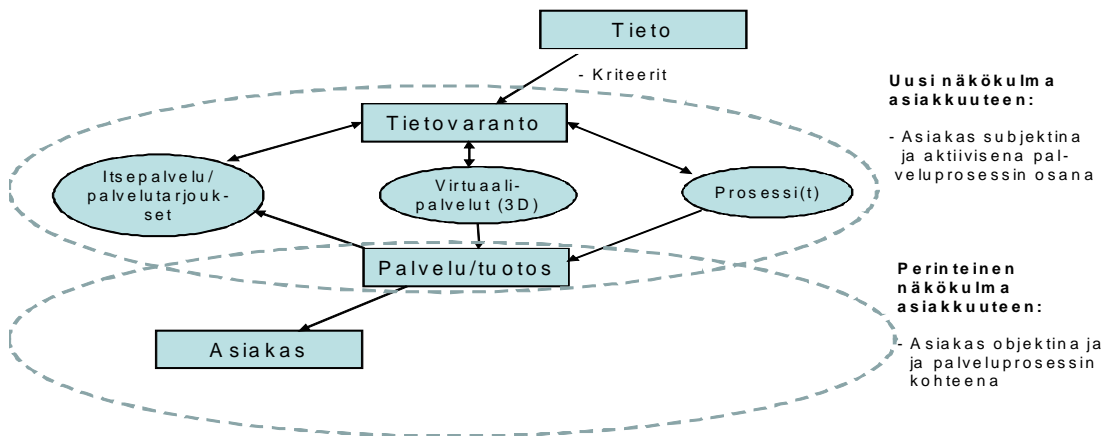 Tieto
- Kriteerit
Uusi näkökulma
asiakkuuteen:
- Asiakas subjektina
ja aktiivisena pal-
veluprosessin osana
Tietovaranto
Itsepalvelu/
palvelutarjouk-
set
Virtuaali-
palvelut (3D)
Prosessi(t)
Palvelu/tuotos
Perinteinen
näkökulma
asiakkuuteen:
- Asiakas objektina ja
ja palveluprosessin
kohteena
Asiakas